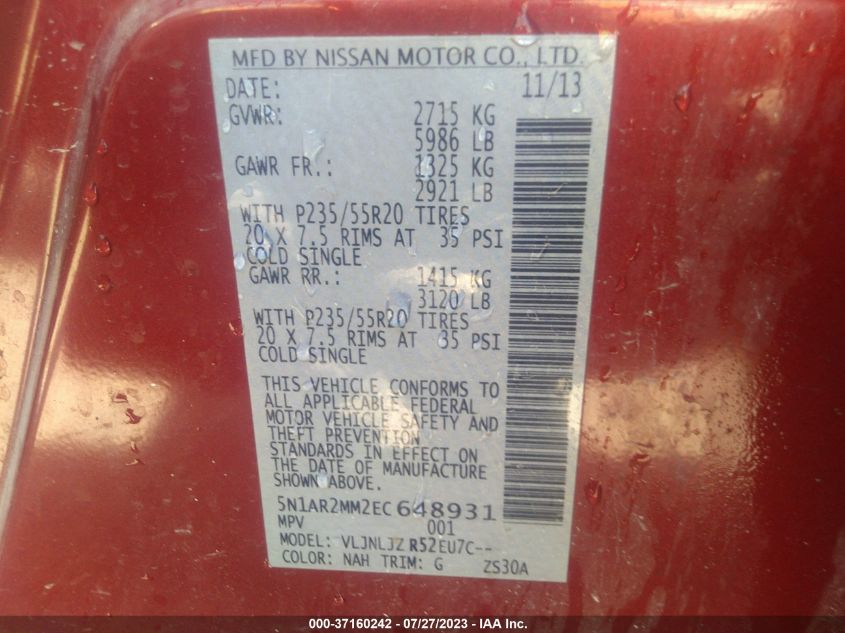 MFD BY NISSAN MOTOR CO., LTD.
DATE: 11/13
GVWR: 2715 KG
5986 LB
GAWR FR.: 1325 KG
2921 LB
WITH P235/55R20 TIRES
20 X 7.5 RIMS AT 35 PSI
COLD SINGLE
GAWR RR.: 1415 KG
3120 LB
WITH P235/55R20 TIRES
20 X 7.5 RIMS AT 35 PSI
COLD SINGLE
THIS VEHICLE CONFORMS TO
ALL APPLICABLE FEDERAL
MOTOR VEHICLE SAFETY AND
THEFT PREVENTION
STANDARDS IN EFFECT ON
THE DATE OF MANUFACTURE
SHOWN ABOVE.
5N1AR2MM2EC648931
MPV 001
MODEL: VLJNLJZ R52EU7C--
COLOR: NAH TRIM: G ZS30A
000-37160242 - 07/27/2023 - IAA Inc.